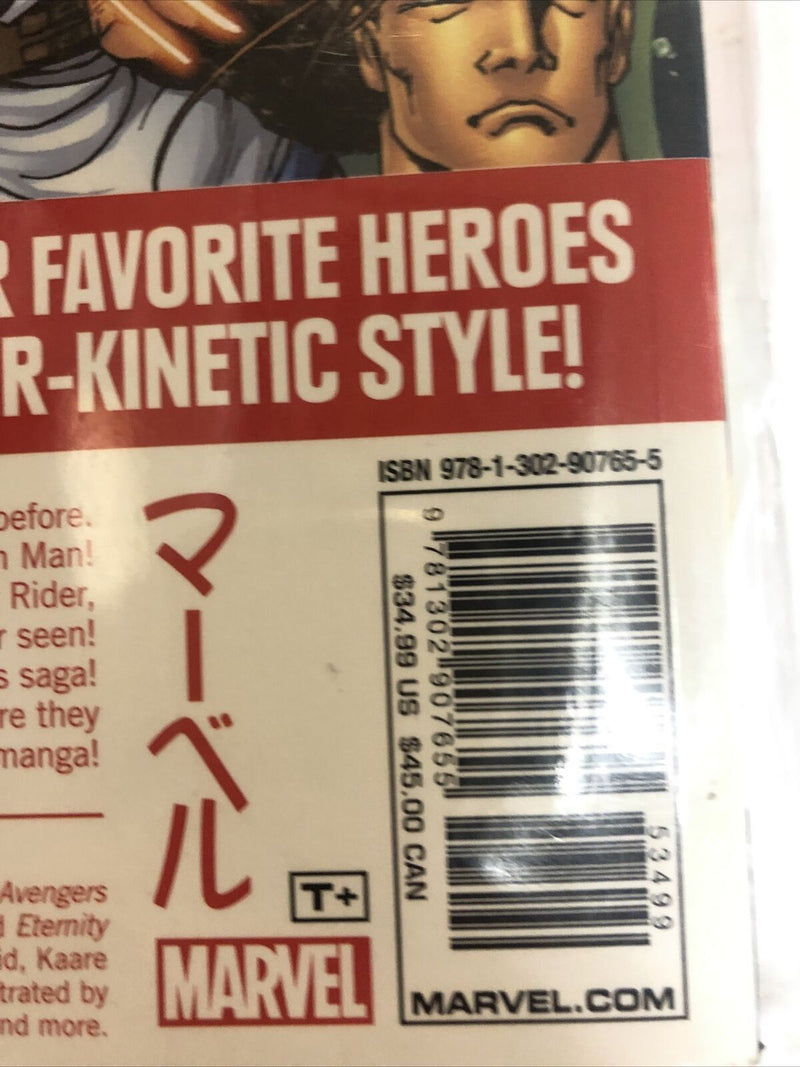 R FAVORITE HEROES
R-KINETIC STYLE!
ISBN 978-1-302-90765-5
before.
n Man!
Rider,
r seen!
s saga!
re they
manga!
Avengers
d Eternity
id, Kaare
trated by
nd more.
マーベル
T+
MARVEL
9 781302 907655
53499
$34.99 US $45.00 CAN
MARVEL.COM